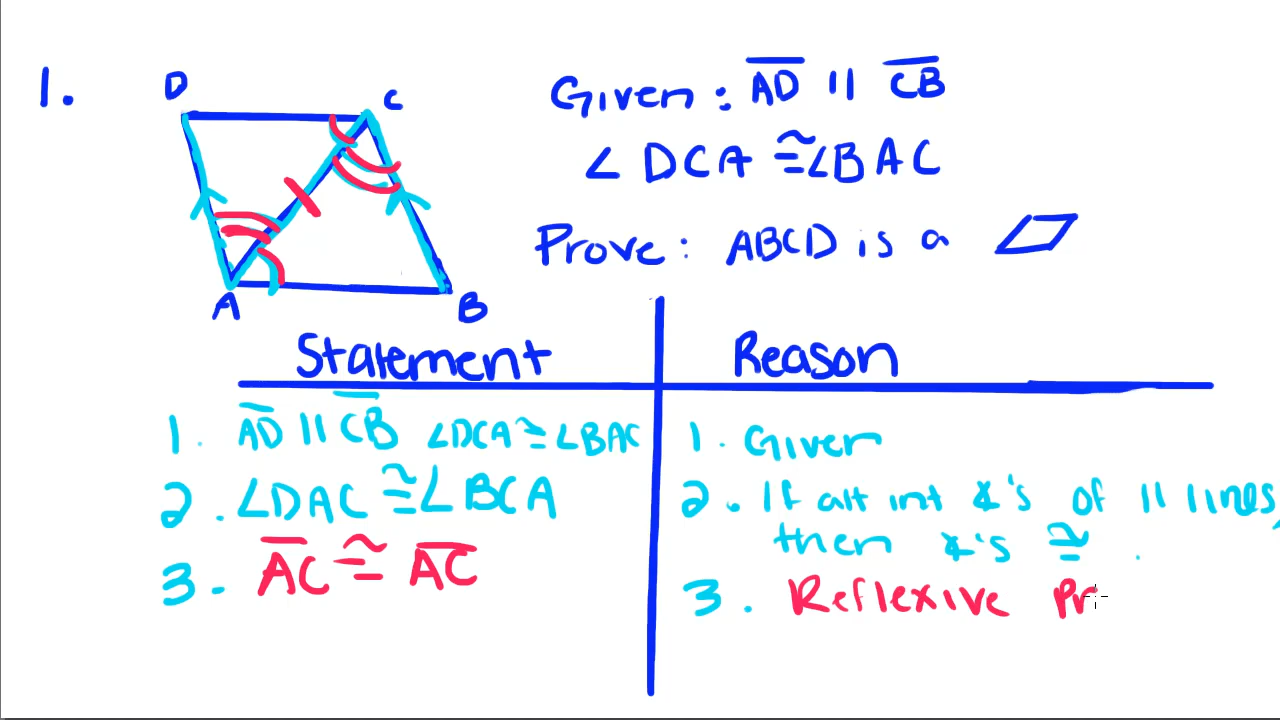 1.
D
C
A
B
Given: AD || CB
∠DCA ≅ ∠BAC
Prove: ABCD is a ▱
Statement
Reason
1. AD || CB ∠DCA ≅ ∠BAC
1. Given
2. ∠DAC ≅ ∠BCA
2. If alt int ∡'s of || lines,
then ∡'s ≅.
3. AC ≅ AC
3. Reflexive Pr